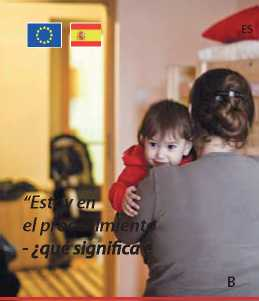 ES
“Estoy en
el procedimiento
- ¿qué significa e
B